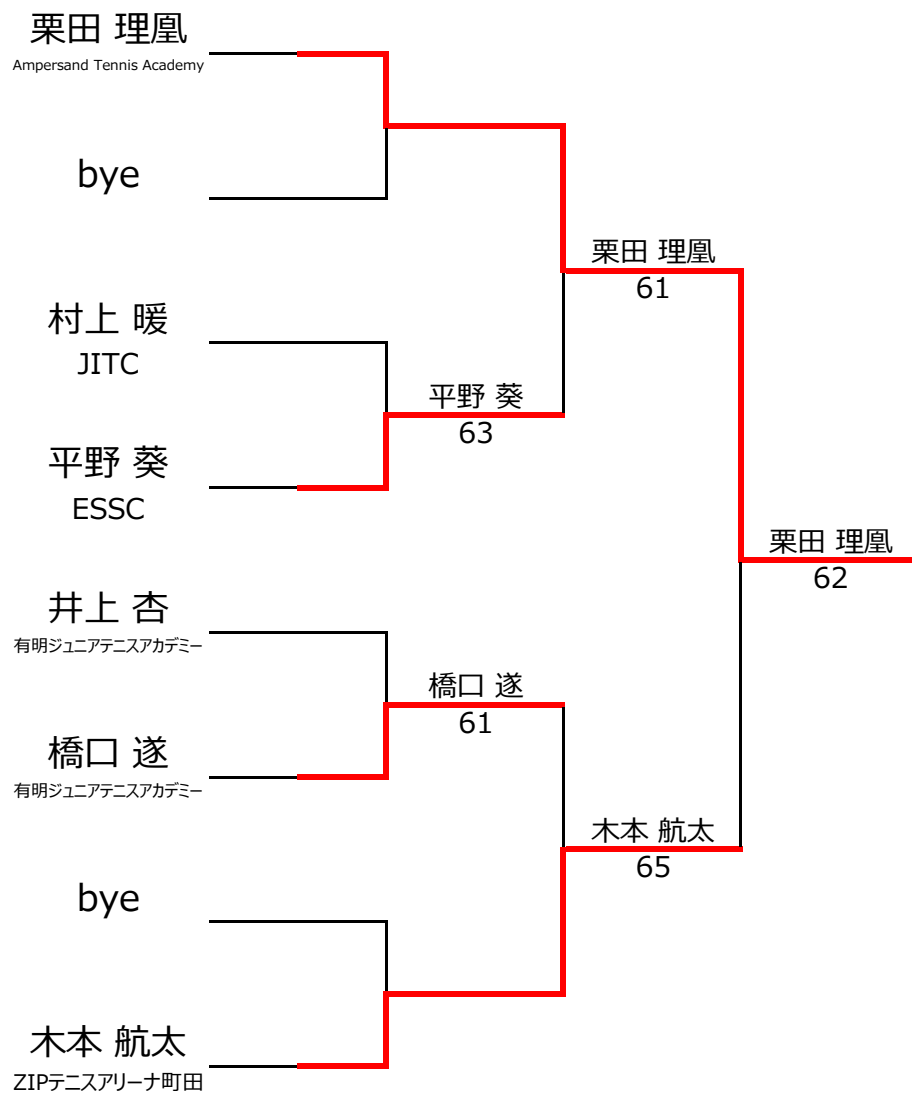 栗田 理凰
Ampersand Tennis Academy
bye
村上 暖
JITC
平野 葵
ESSC
井上 杏
有明ジュニアテニスアカデミー
橋口 遂
有明ジュニアテニスアカデミー
bye
木本 航太
ZIPテニスアリーナ町田
平野 葵
63
橋口 遂
61
栗田 理凰
61
木本 航太
65
栗田 理凰
62